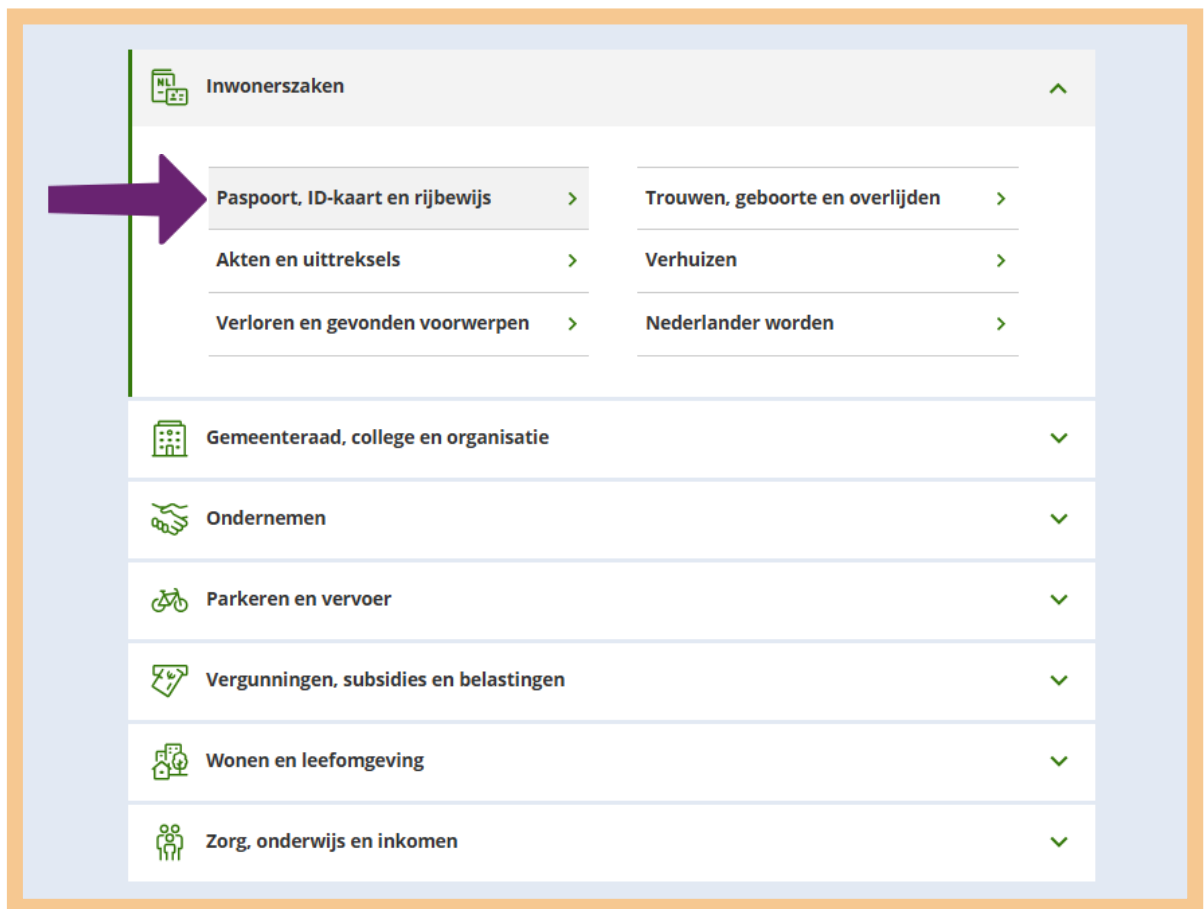 Inwonerszaken
Paspoort, ID-kaart en rijbewijs
Trouwen, geboorte en overlijden
Akten en uittreksels
Verhuizen
Verloren en gevonden voorwerpen
Nederlander worden
Gemeenteraad, college en organisatie
Ondernemen
Parkeren en vervoer
Vergunningen, subsidies en belastingen
Wonen en leefomgeving
Zorg, onderwijs en inkomen